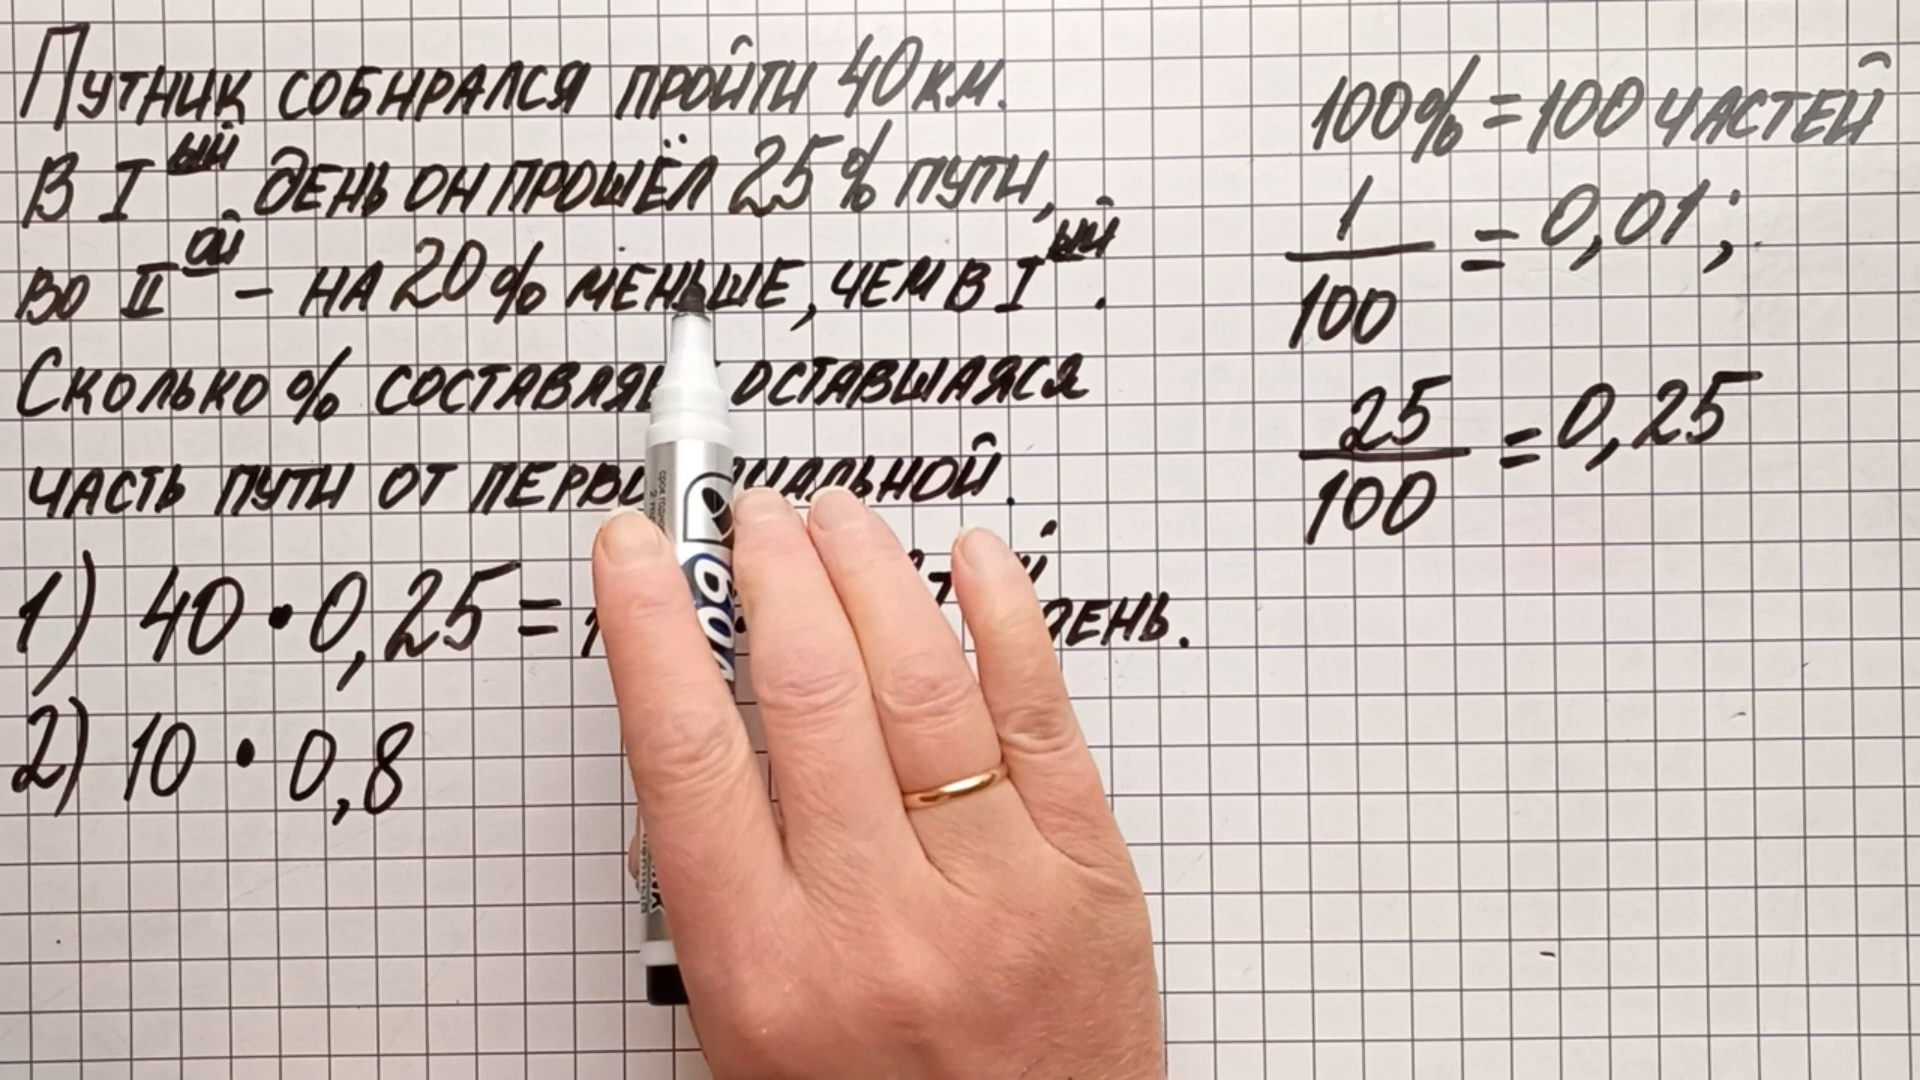 Путник собирался пройти 40 км.
В I ый день он прошёл 25% пути,
во II ой – на 20% меньше, чем в I ый.
Сколько % оставшаяся
часть пути от
1) 40 • 0,25 = день.
2) 10 • 0,8
100% = 100 частей
1/100 = 0,01;
25/100 = 0,25